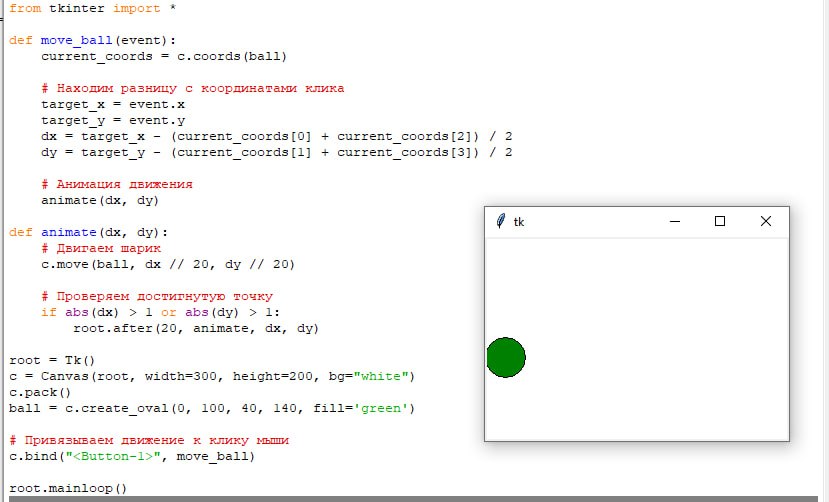 from tkinter import *
def move_ball(event):
    current_coords = c.coords(ball)
    # Находим разницу с координатами клика
    target_x = event.x
    target_y = event.y
    dx = target_x - (current_coords[0] + current_coords[2]) / 2
    dy = target_y - (current_coords[1] + current_coords[3]) / 2
    # Анимация движения
    animate(dx, dy)
def animate(dx, dy):
    # Двигаем шарик
    c.move(ball, dx // 20, dy // 20)
    # Проверяем достигнутую точку
    if abs(dx) > 1 or abs(dy) > 1:
        root.after(20, animate, dx, dy)
root = Tk()
c = Canvas(root, width=300, height=200, bg="white")
c.pack()
ball = c.create_oval(0, 100, 40, 140, fill='green')
# Привязываем движение к клику мыши
c.bind("<Button-1>", move_ball)
root.mainloop()
tk